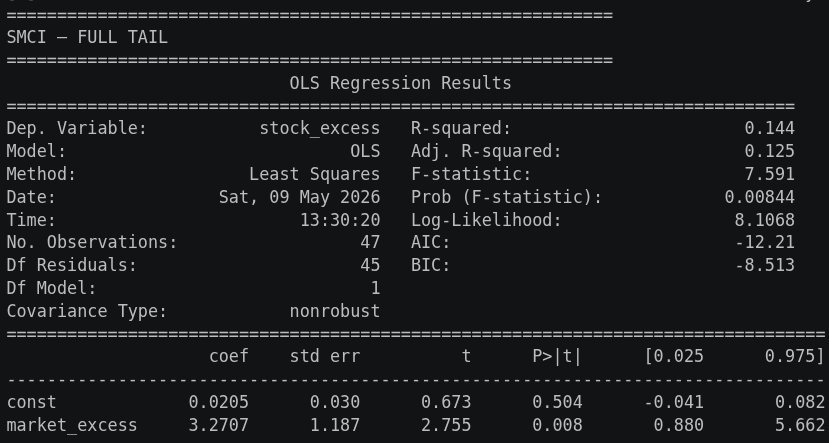 ============================================================
SMCI — FULL TAIL
============================================================
                            OLS Regression Results
==============================================================================
Dep. Variable:           stock_excess   R-squared:                       0.144
Model:                            OLS   Adj. R-squared:                  0.125
Method:                 Least Squares   F-statistic:                     7.591
Date:                Sat, 09 May 2026   Prob (F-statistic):            0.00844
Time:                        13:30:20   Log-Likelihood:                 8.1068
No. Observations:                  47   AIC:                            -12.21
Df Residuals:                      45   BIC:                            -8.513
Df Model:                           1
Covariance Type:            nonrobust
=================================================================================
                    coef    std err          t      P>|t|      [0.025      0.975]
---------------------------------------------------------------------------------
const             0.0205      0.030      0.673      0.504      -0.041       0.082
market_excess     3.2707      1.187      2.755      0.008       0.880       5.662